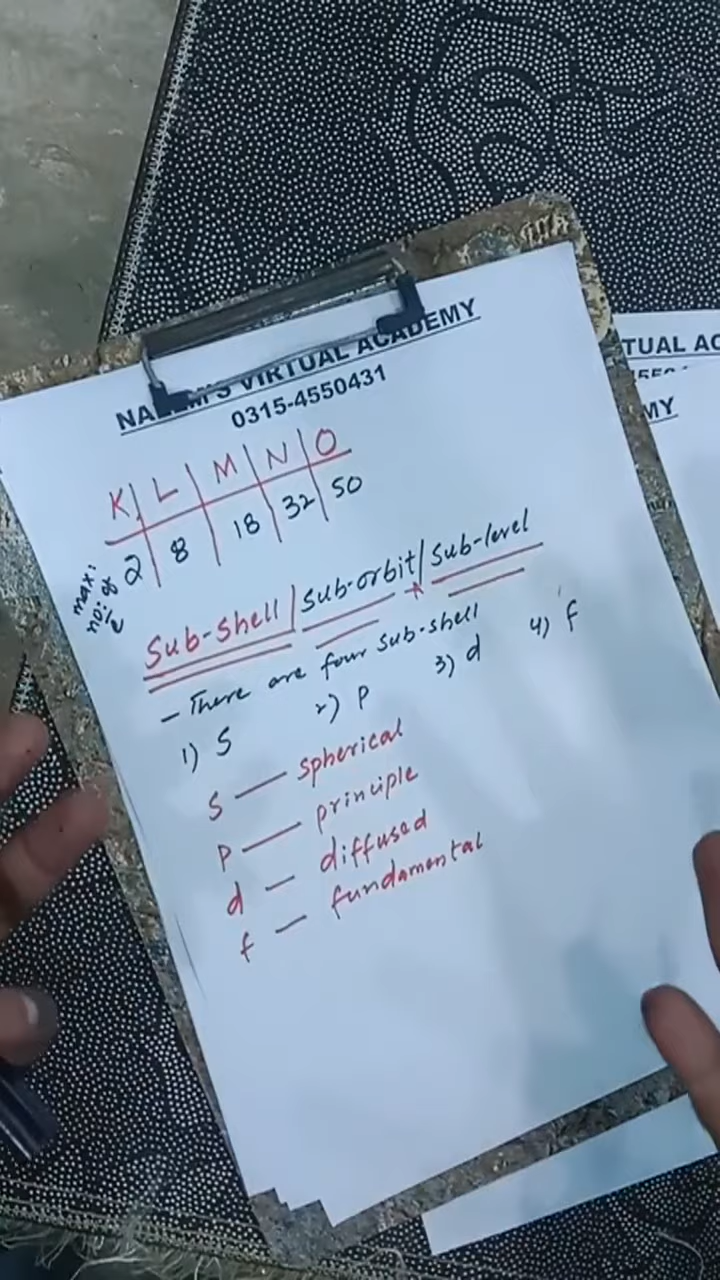 VIRTUAL ACADEMY
0315-4550431
K L M N O
max: no: of e 2 8 18 32 50
Sub-Shell / Sub-orbit / Sub-level
- There are four sub-shell
1) S 2) P 3) d 4) f
S — spherical
P — principle
d — diffused
f — fundamental
TUAL AC
MY